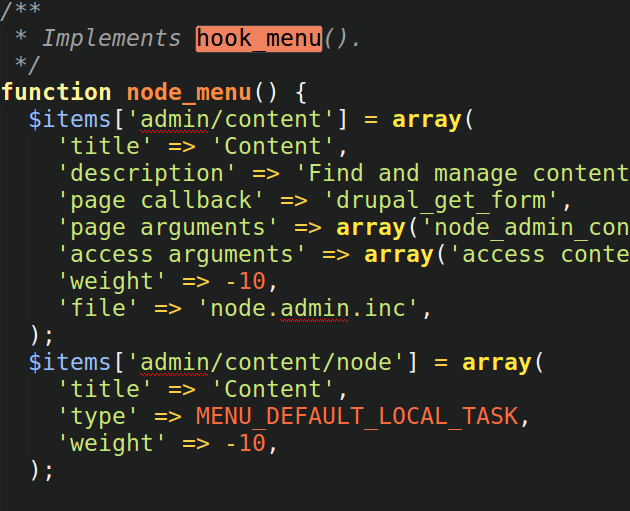 /**
 * Implements hook_menu().
 */
function node_menu() {
  $items['admin/content'] = array(
    'title' => 'Content',
    'description' => 'Find and manage content
    'page callback' => 'drupal_get_form',
    'page arguments' => array('node_admin_con
    'access arguments' => array('access conte
    'weight' => -10,
    'file' => 'node.admin.inc',
  );
  $items['admin/content/node'] = array(
    'title' => 'Content',
    'type' => MENU_DEFAULT_LOCAL_TASK,
    'weight' => -10,
  );